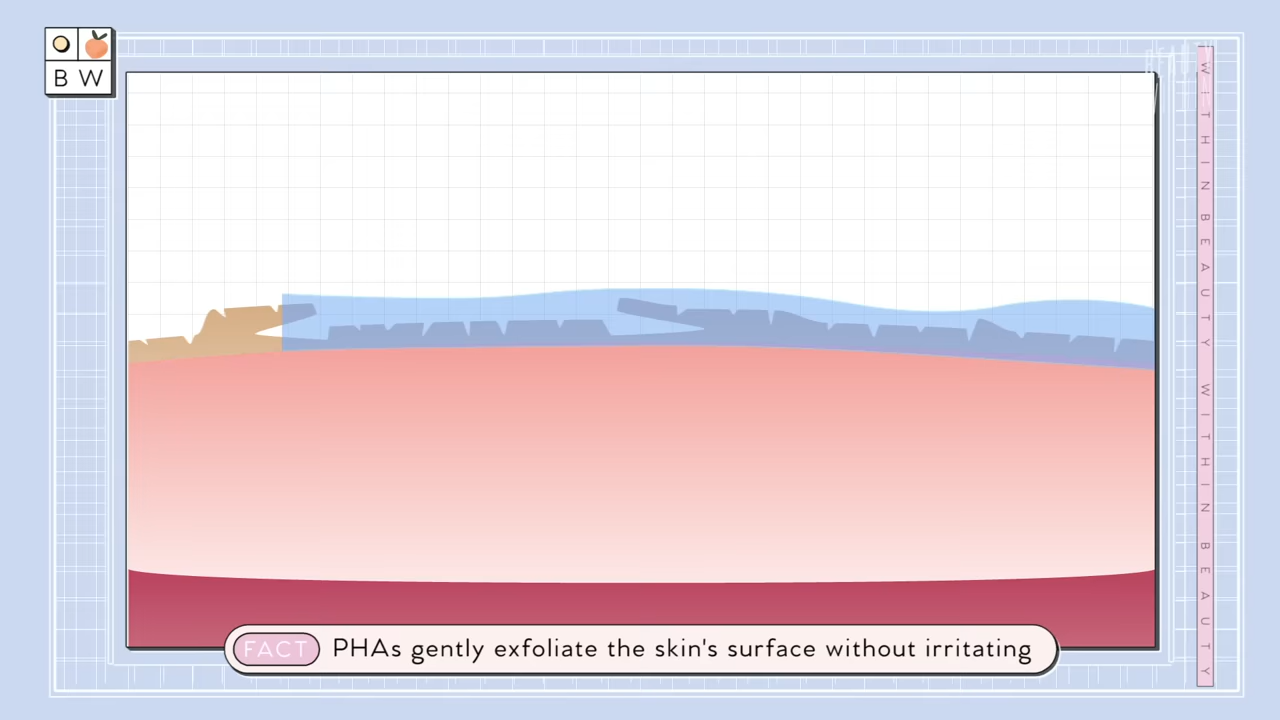 B W
WITHIN BEAUTY WITHIN BEAUTY
FACT PHAs gently exfoliate the skin's surface without irritating